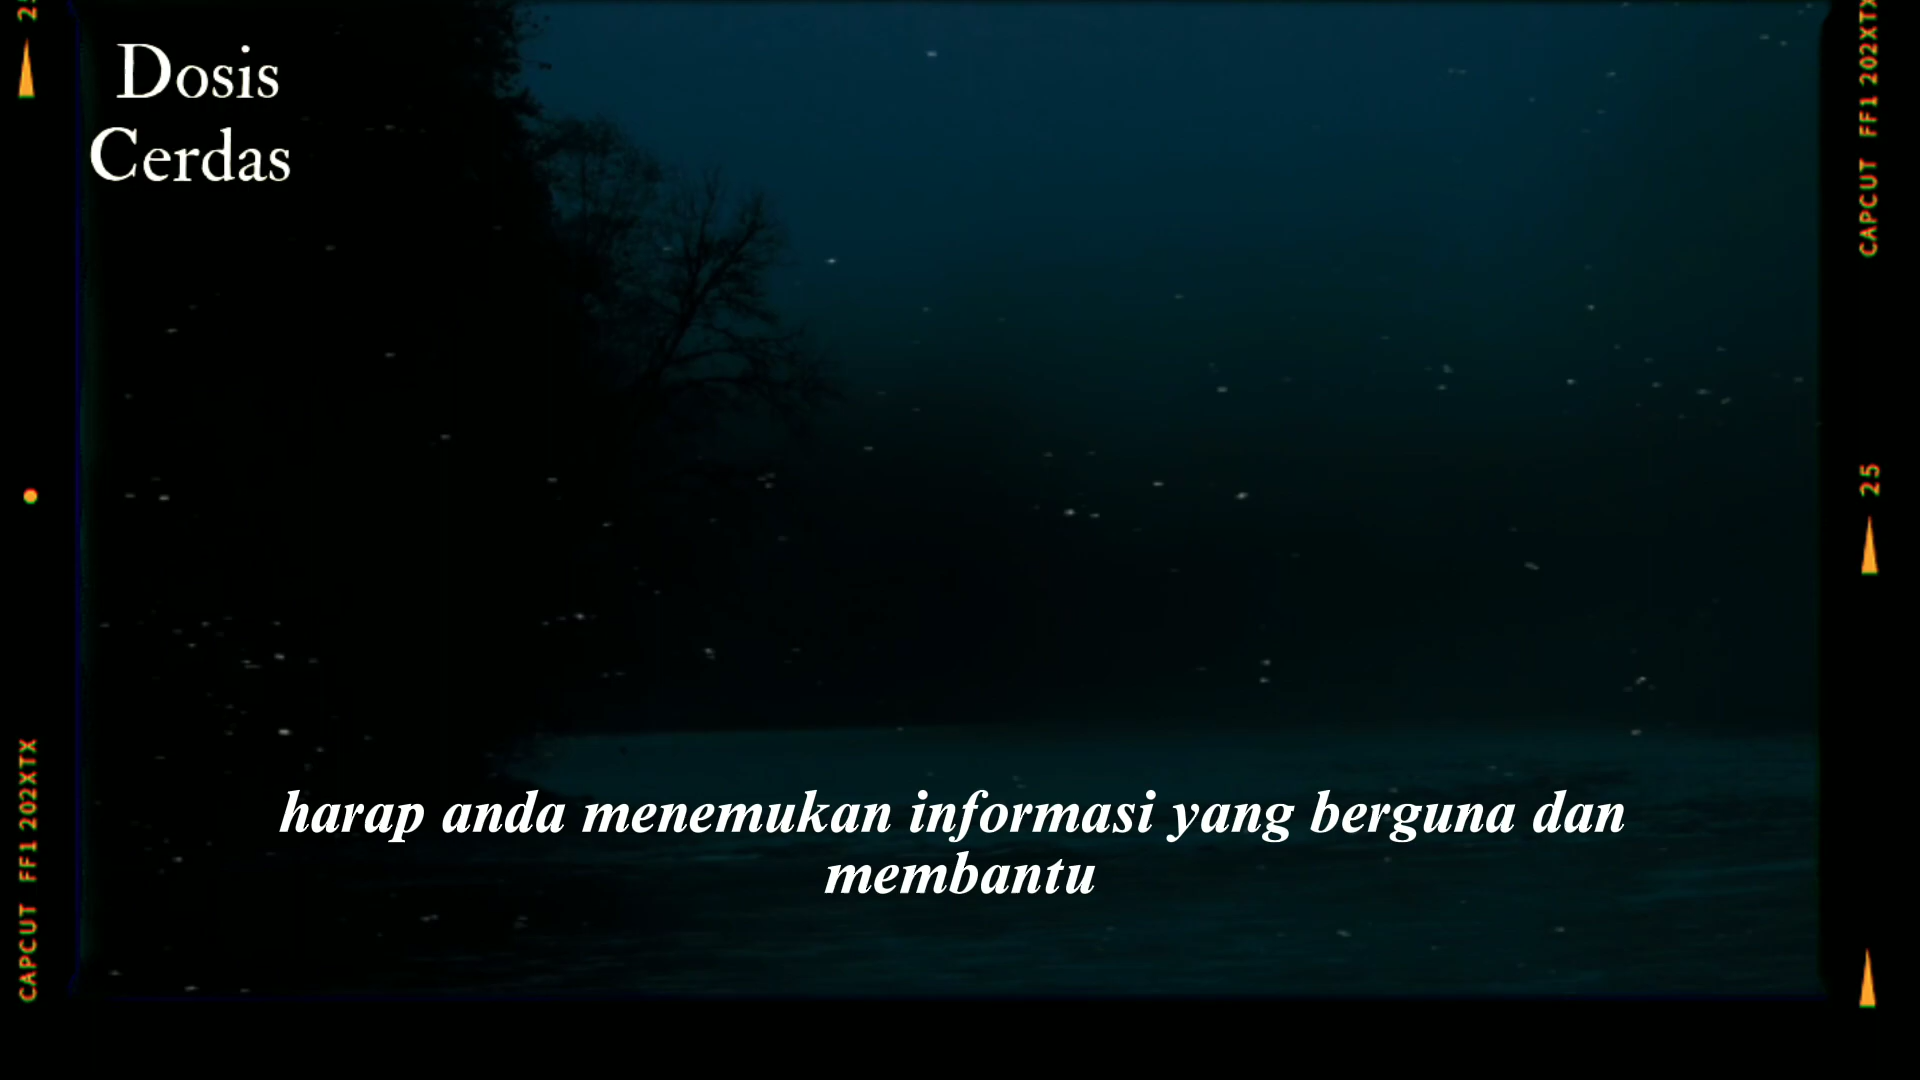 Dosis
Cerdas
harap anda menemukan informasi yang berguna dan
membantu
CAPCUT FF1 202XTX
CAPCUT FF1 202XTX
25